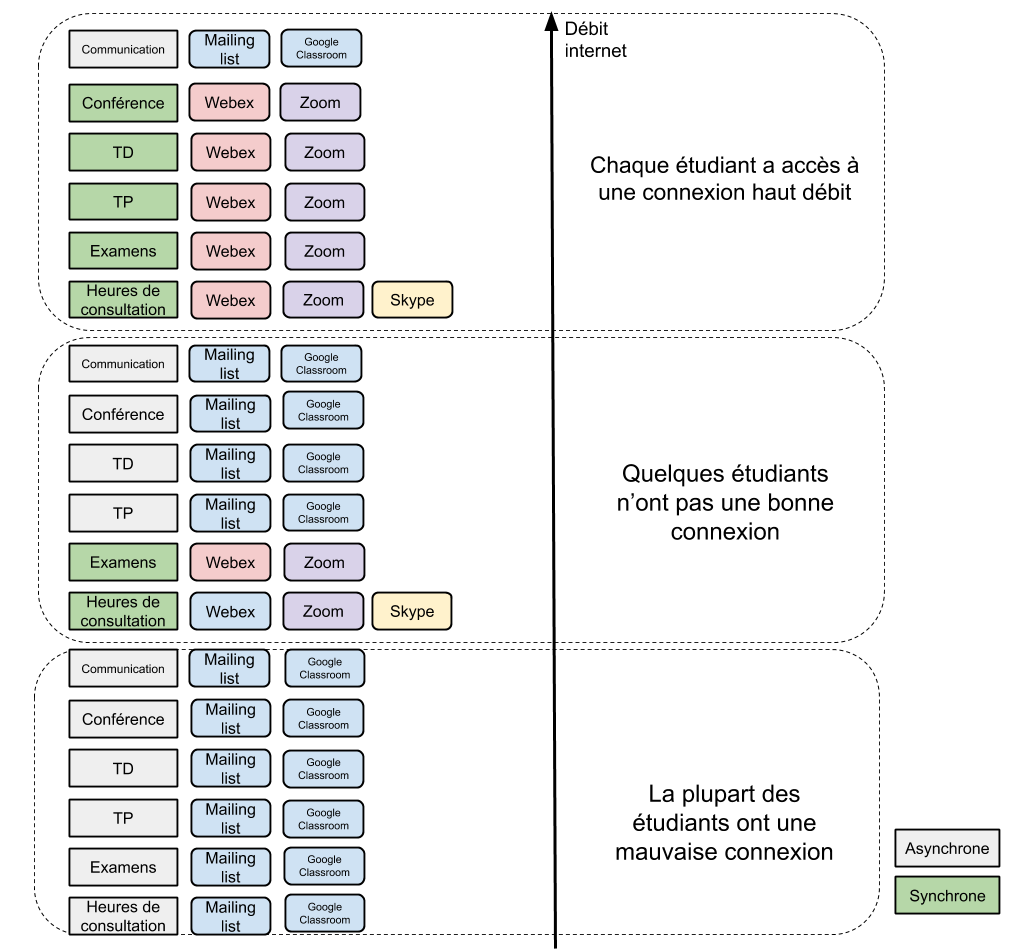 Débit
internet
Communication
Mailing
list
Google
Classroom
Conférence
Webex
Zoom
TD
Webex
Zoom
TP
Webex
Zoom
Examens
Webex
Zoom
Heures de
consultation
Webex
Zoom
Skype
Chaque étudiant a accès à
une connexion haut débit
Communication
Mailing
list
Google
Classroom
Conférence
Mailing
list
Google
Classroom
TD
Mailing
list
Google
Classroom
TP
Mailing
list
Google
Classroom
Examens
Webex
Zoom
Heures de
consultation
Webex
Zoom
Skype
Quelques étudiants
n’ont pas une bonne
connexion
Communication
Mailing
list
Google
Classroom
Conférence
Mailing
list
Google
Classroom
TD
Mailing
list
Google
Classroom
TP
Mailing
list
Google
Classroom
Examens
Mailing
list
Google
Classroom
Heures de
consultation
Mailing
list
Google
Classroom
La plupart des
étudiants ont une
mauvaise connexion
Asynchrone
Synchrone